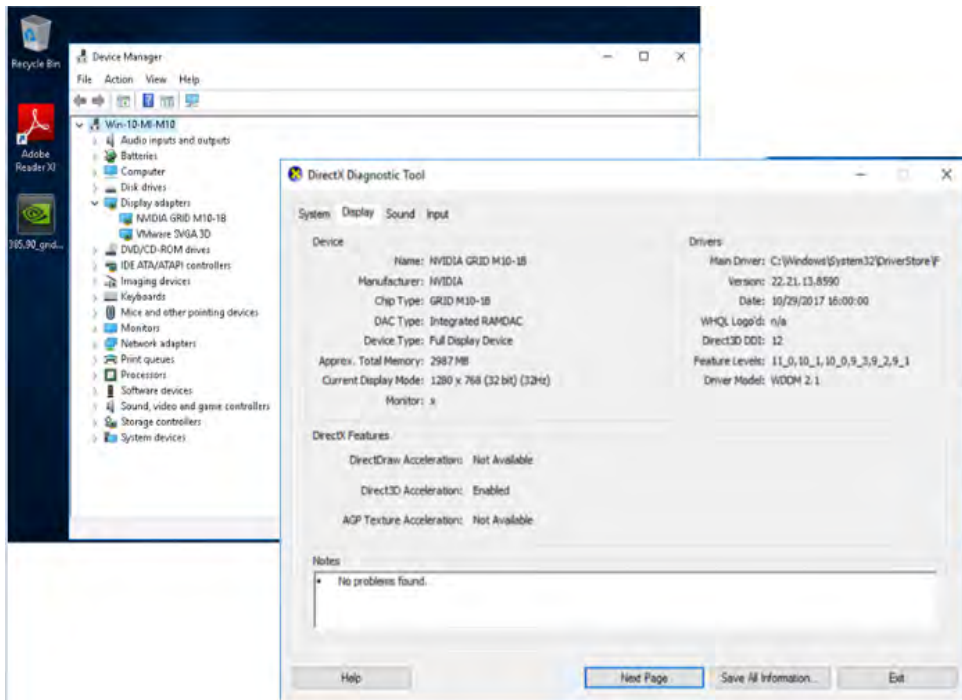 Recycle Bin
Adobe
Reader XI
385.90_grid...
Device Manager
File Action View Help
Win-10-MI-M10
Audio inputs and outputs
Batteries
Computer
Disk drives
Display adapters
NVIDIA GRID M10-1B
VMware SVGA 3D
DVD/CD-ROM drives
IDE ATA/ATAPI controllers
Imaging devices
Keyboards
Mice and other pointing devices
Monitors
Network adapters
Print queues
Processors
Software devices
Sound, video and game controllers
Storage controllers
System devices
DirectX Diagnostic Tool
System Display Sound Input
Device
Name: NVIDIA GRID M10-1B
Manufacturer: NVIDIA
Chip Type: GRID M10-1B
DAC Type: Integrated RAMDAC
Device Type: Full Display Device
Approx. Total Memory: 2987 MB
Current Display Mode: 1280 x 768 (32 bit) (32Hz)
Monitor: x
Drivers
Main Driver: C:\Windows\System32\DriverStore\F
Version: 22.21.13.8590
Date: 10/29/2017 16:00:00
WHQL Logo'd: n/a
Direct3D DDI: 12
Feature Levels: 11_0,10_1,10_0,9_3,9_2,9_1
Driver Model: WDDM 2.1
DirectX Features
DirectDraw Acceleration: Not Available
Direct3D Acceleration: Enabled
AGP Texture Acceleration: Not Available
Notes
• No problems found.
Help Next Page Save All Information... Exit